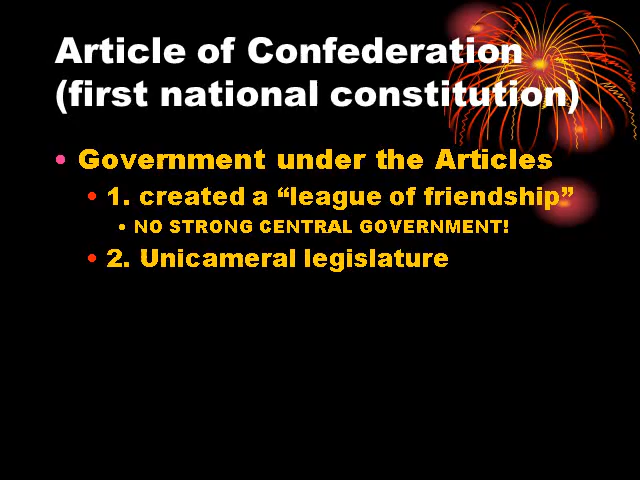 Article of Confederation
(first national constitution)
• Government under the Articles
• 1. created a “league of friendship”
• NO STRONG CENTRAL GOVERNMENT!
• 2. Unicameral legislature